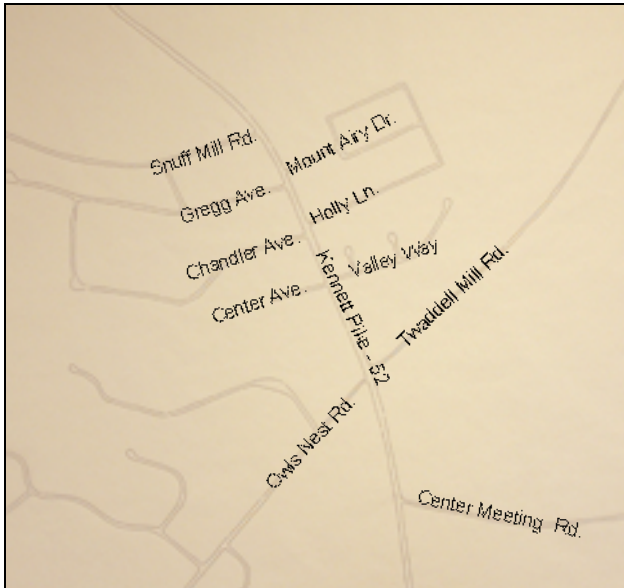 Snuff Mill Rd.
Mount Airy Dr.
Gregg Ave.
Holly Ln.
Chandler Ave.
Valley Way
Center Ave.
Kennett Pike - 52
Twaddell Mill Rd.
Owls Nest Rd.
Center Meeting Rd.